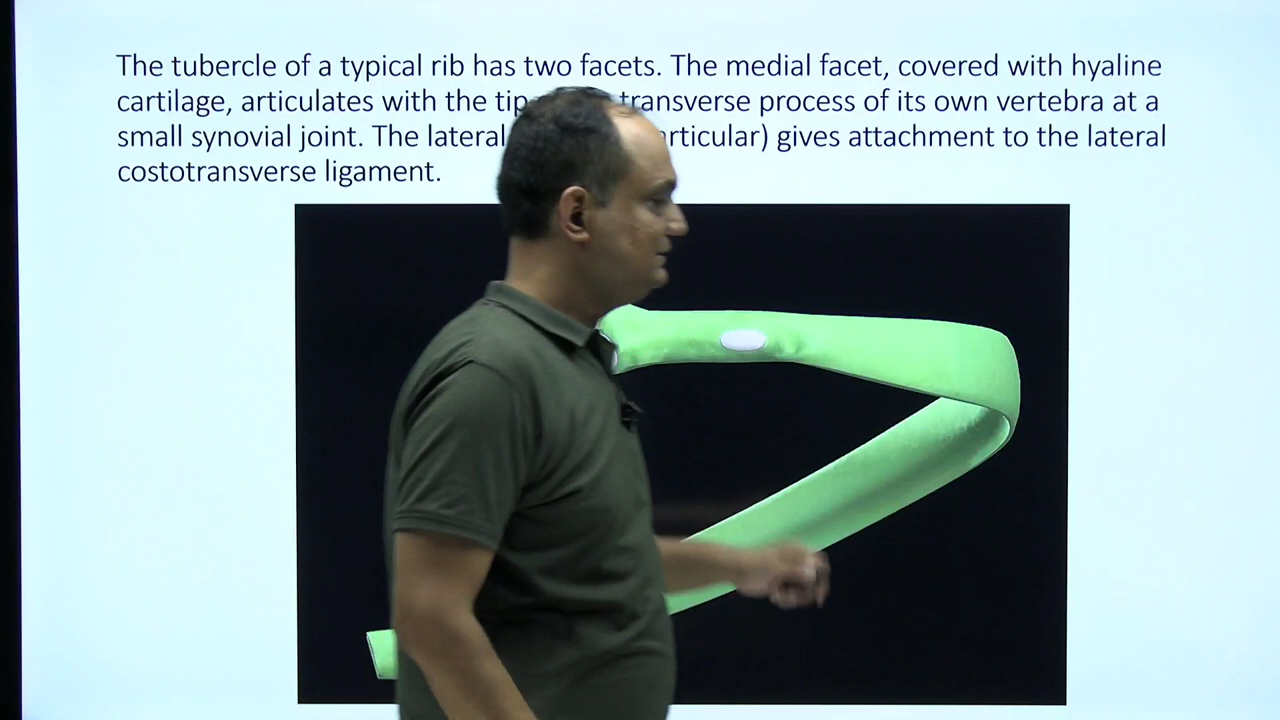 The tubercle of a typical rib has two facets. The medial facet, covered with hyaline
cartilage, articulates with the tip transverse process of its own vertebra at a
small synovial joint. The lateral gives attachment to the lateral
costotransverse ligament.